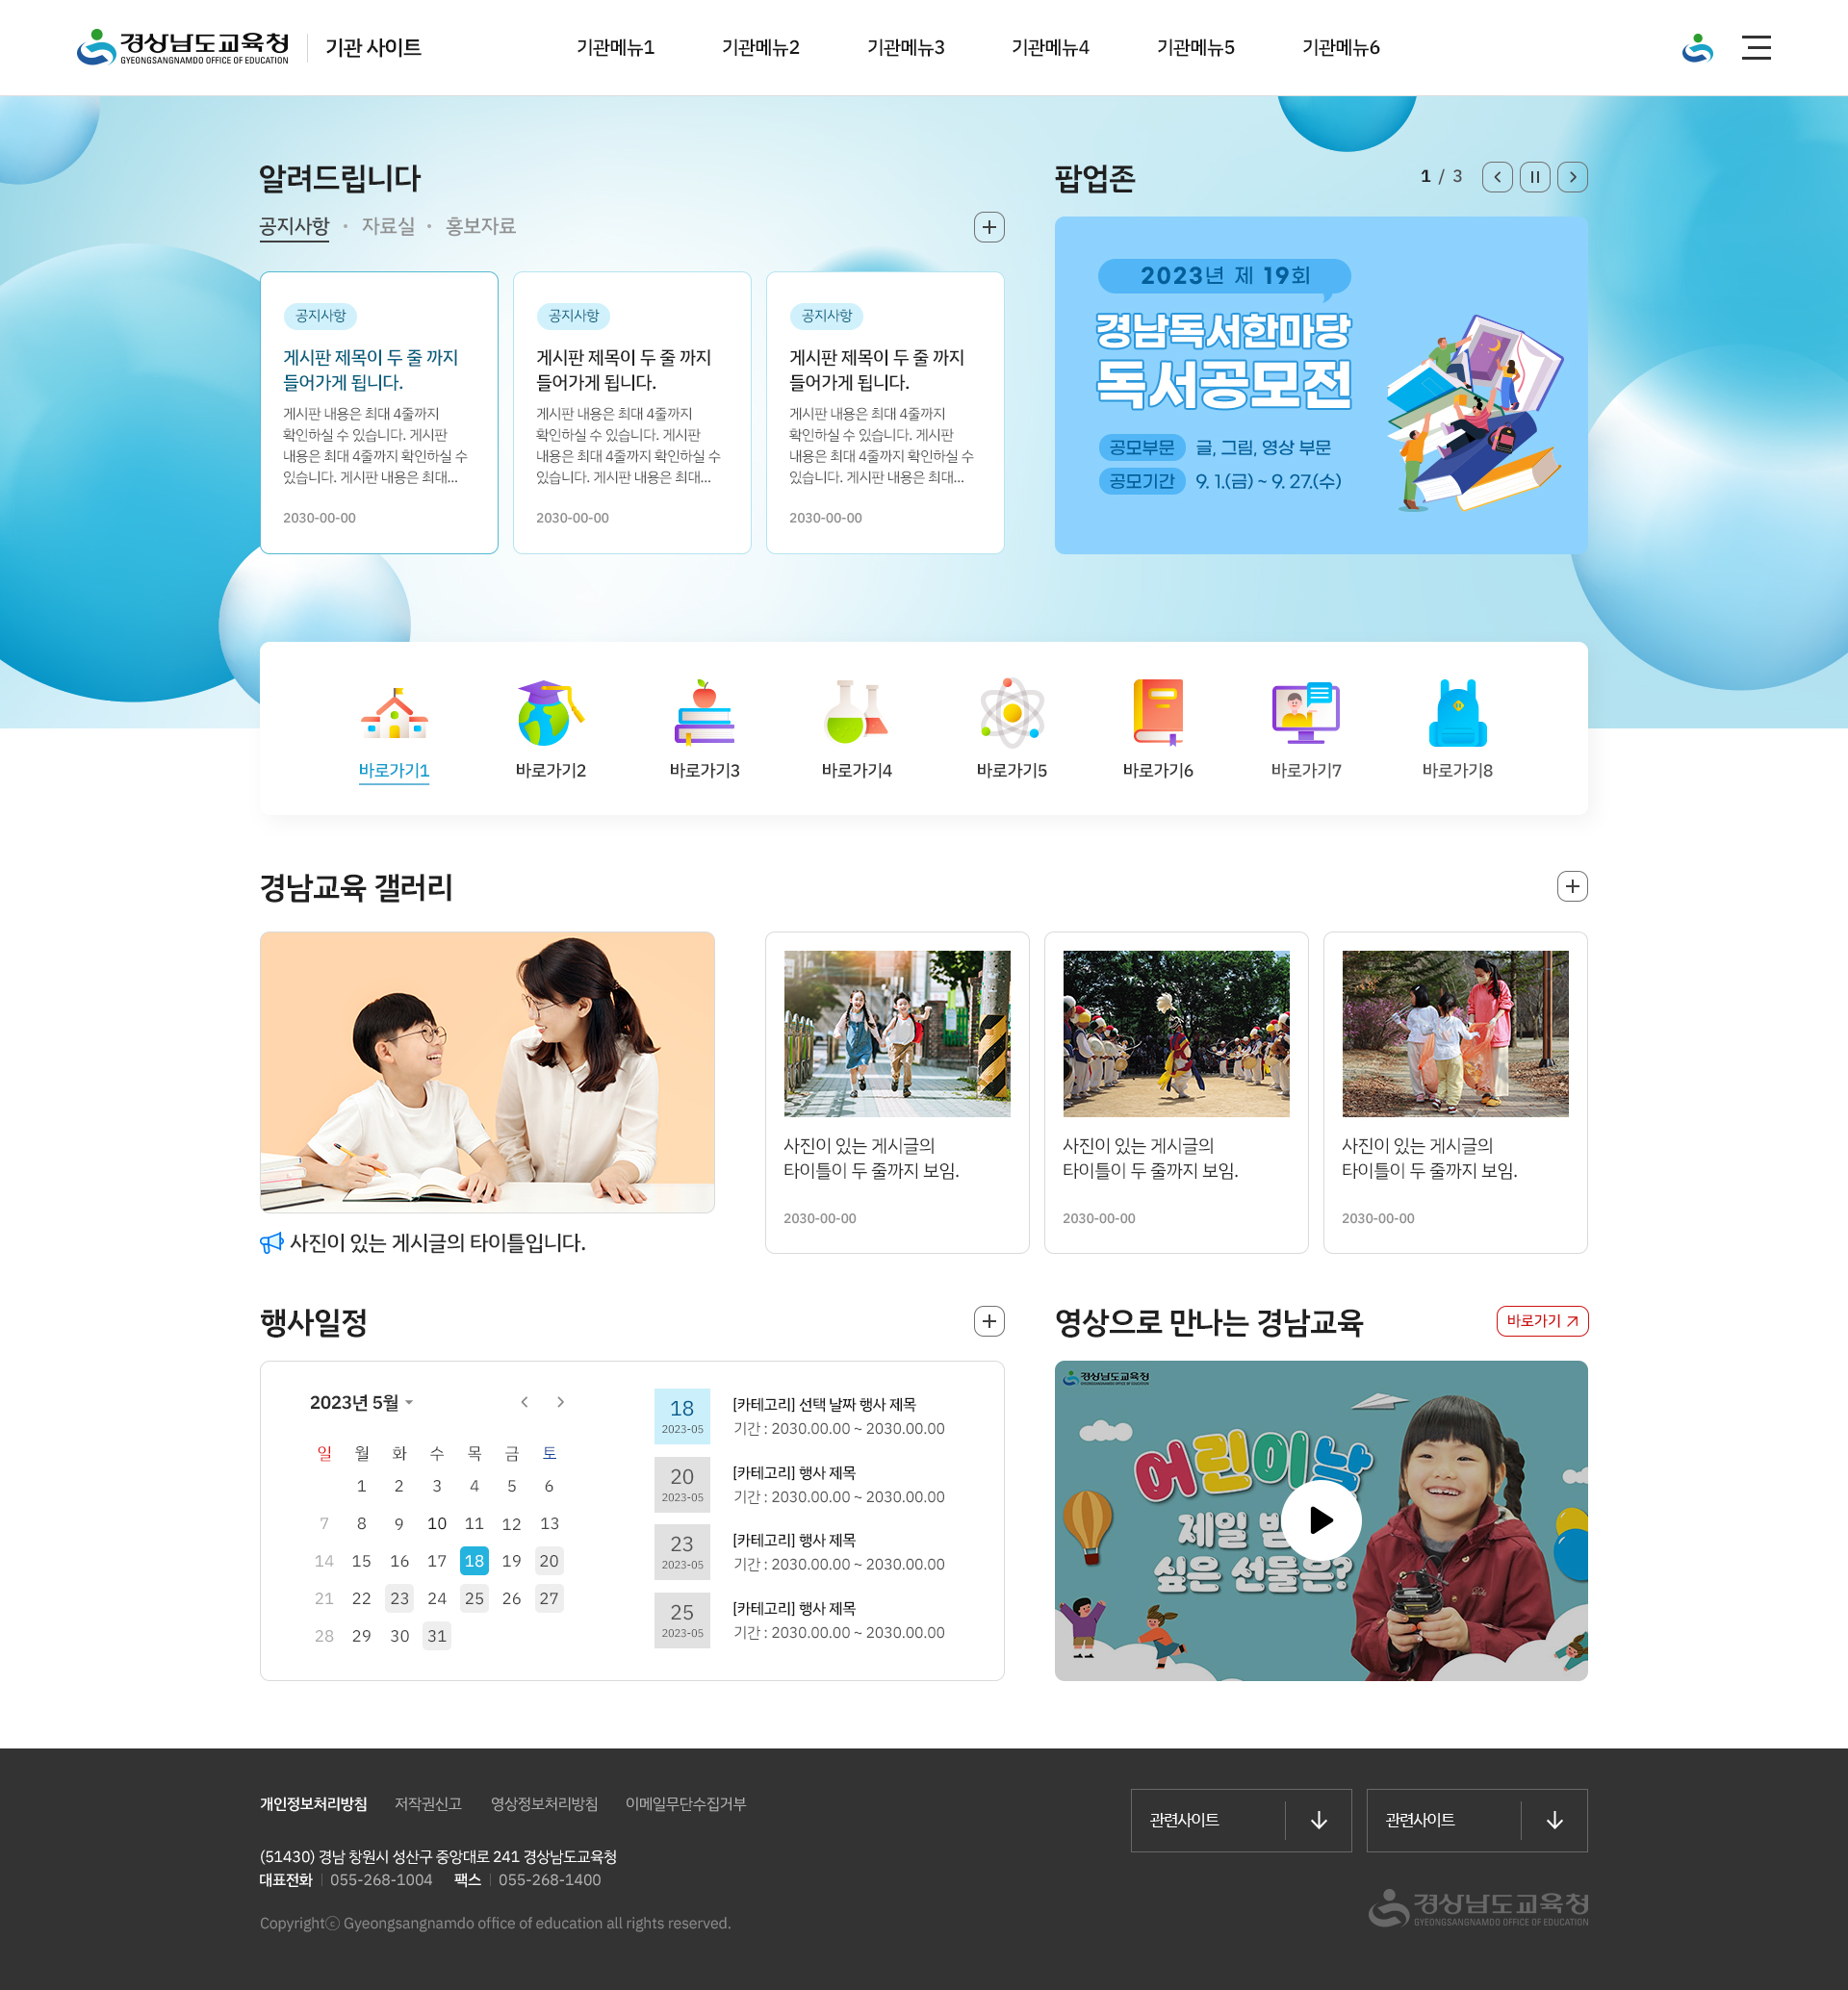 경상남도교육청
GYEONGSANGNAMDO OFFICE OF EDUCATION
기관 사이트
기관메뉴1
기관메뉴2
기관메뉴3
기관메뉴4
기관메뉴5
기관메뉴6
알려드립니다
공지사항 · 자료실 · 홍보자료
공지사항
게시판 제목이 두 줄 까지
들어가게 됩니다.
게시판 내용은 최대 4줄까지
확인하실 수 있습니다. 게시판
내용은 최대 4줄까지 확인하실 수
있습니다. 게시판 내용은 최대...
2030-00-00
공지사항
게시판 제목이 두 줄 까지
들어가게 됩니다.
게시판 내용은 최대 4줄까지
확인하실 수 있습니다. 게시판
내용은 최대 4줄까지 확인하실 수
있습니다. 게시판 내용은 최대...
2030-00-00
공지사항
게시판 제목이 두 줄 까지
들어가게 됩니다.
게시판 내용은 최대 4줄까지
확인하실 수 있습니다. 게시판
내용은 최대 4줄까지 확인하실 수
있습니다. 게시판 내용은 최대...
2030-00-00
팝업존
1 / 3
2023년 제 19회
경남독서한마당
독서공모전
공모부문 글, 그림, 영상 부문
공모기간 9. 1.(금) ~ 9. 27.(수)
바로가기1
바로가기2
바로가기3
바로가기4
바로가기5
바로가기6
바로가기7
바로가기8
경남교육 갤러리
사진이 있는 게시글의 타이틀입니다.
사진이 있는 게시글의
타이틀이 두 줄까지 보임.
2030-00-00
사진이 있는 게시글의
타이틀이 두 줄까지 보임.
2030-00-00
사진이 있는 게시글의
타이틀이 두 줄까지 보임.
2030-00-00
행사일정
2023년 5월
일 월 화 수 목 금 토
1 2 3 4 5 6
7 8 9 10 11 12 13
14 15 16 17 18 19 20
21 22 23 24 25 26 27
28 29 30 31
18
2023-05
[카테고리] 선택 날짜 행사 제목
기간 : 2030.00.00 ~ 2030.00.00
20
2023-05
[카테고리] 행사 제목
기간 : 2030.00.00 ~ 2030.00.00
23
2023-05
[카테고리] 행사 제목
기간 : 2030.00.00 ~ 2030.00.00
25
2023-05
[카테고리] 행사 제목
기간 : 2030.00.00 ~ 2030.00.00
영상으로 만나는 경남교육
바로가기
경상남도교육청
어린이날
제일
싶은 선물은?
개인정보처리방침
저작권신고
영상정보처리방침
이메일무단수집거부
(51430) 경남 창원시 성산구 중앙대로 241 경상남도교육청
대표전화 055-268-1004 팩스 055-268-1400
Copyrightⓒ Gyeongsangnamdo office of education all rights reserved.
관련사이트
관련사이트
경상남도교육청
GYEONGSANGNAMDO OFFICE OF EDUCATION